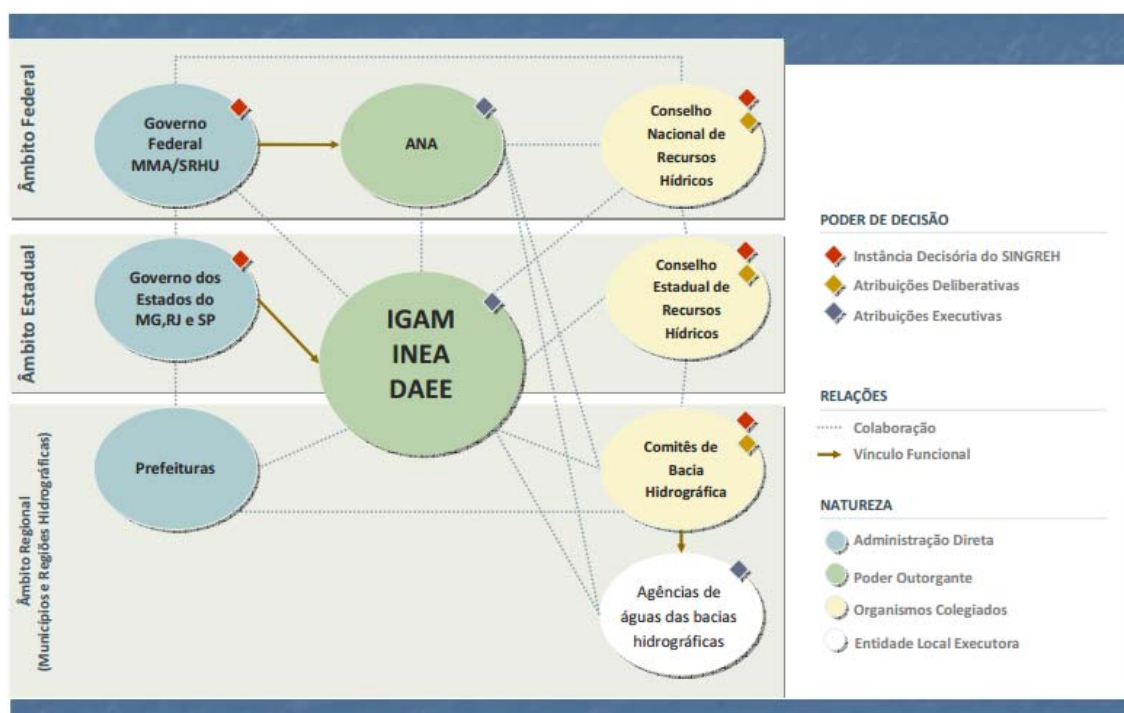 Âmbito Federal
Governo
Federal
MMA/SRHU
ANA
Conselho
Nacional de
Recursos
Hídricos
Âmbito Estadual
Governo dos
Estados do
MG,RJ e SP
IGAM
INEA
DAEE
Conselho
Estadual de
Recursos
Hídricos
Âmbito Regional
(Municípios e Regiões Hidrográficas)
Prefeituras
Comitês de
Bacia
Hidrográfica
Agências de
águas das bacias
hidrográficas
PODER DE DECISÃO
Instância Decisória do SINGREH
Atribuições Deliberativas
Atribuições Executivas
RELAÇÕES
Colaboração
Vínculo Funcional
NATUREZA
Administração Direta
Poder Outorgante
Organismos Colegiados
Entidade Local Executora